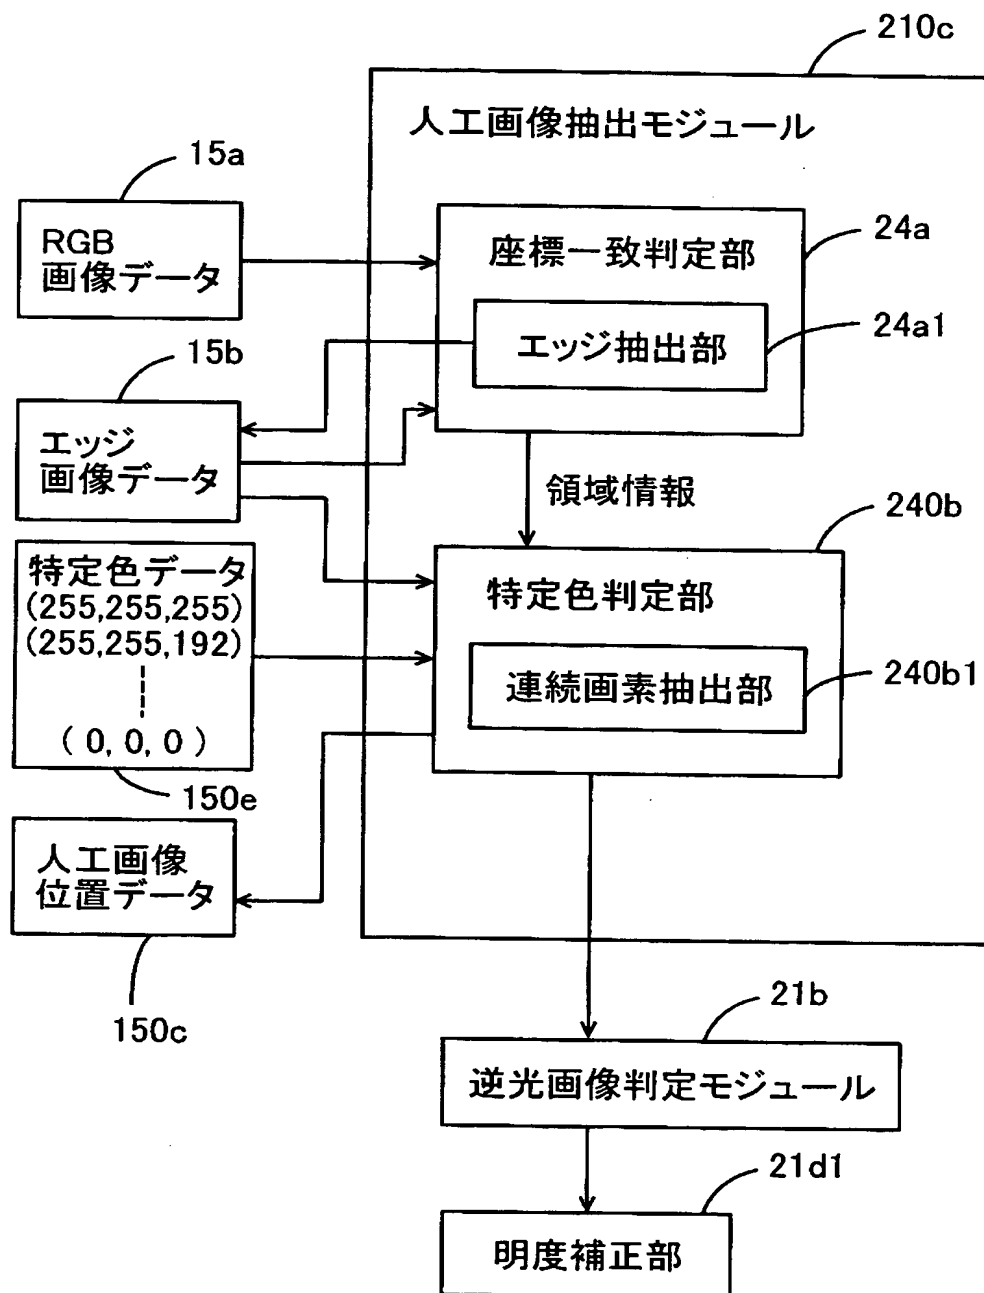 210c
人工画像抽出モジュール
15a
RGB
画像データ
座標一致判定部
24a
エッジ抽出部
24a1
15b
エッジ
画像データ
領域情報
240b
特定色データ
(255,255,255)
(255,255,192)
( 0, 0, 0 )
特定色判定部
連続画素抽出部
240b1
150e
人工画像
位置データ
150c
21b
逆光画像判定モジュール
21d1
明度補正部